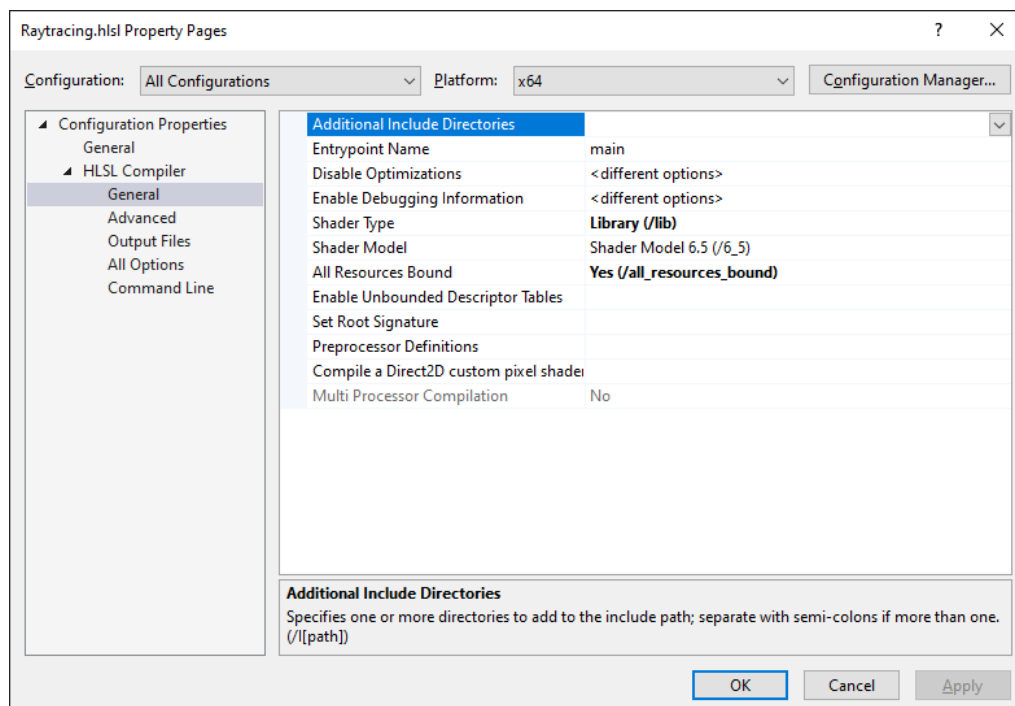 Raytracing.hlsl Property Pages
?
Configuration: All Configurations Platform: x64 Configuration Manager...
Configuration Properties
General
HLSL Compiler
General
Advanced
Output Files
All Options
Command Line
Additional Include Directories
Entrypoint Name main
Disable Optimizations <different options>
Enable Debugging Information <different options>
Shader Type Library (/lib)
Shader Model Shader Model 6.5 (/6_5)
All Resources Bound Yes (/all_resources_bound)
Enable Unbounded Descriptor Tables
Set Root Signature
Preprocessor Definitions
Compile a Direct2D custom pixel shader
Multi Processor Compilation No
Additional Include Directories
Specifies one or more directories to add to the include path; separate with semi-colons if more than one.
(/I[path])
OK Cancel Apply